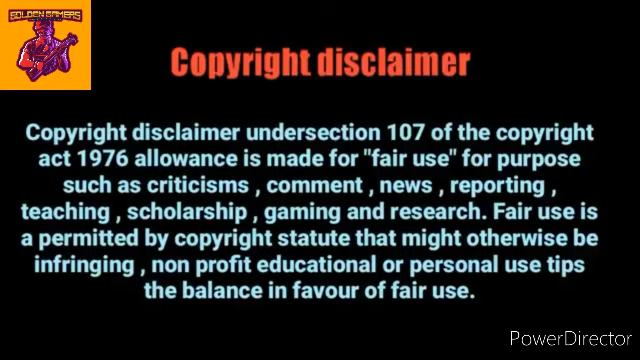 GOLDEN GAMERS
Copyright disclaimer
Copyright disclaimer undersection 107 of the copyright
act 1976 allowance is made for "fair use" for purpose
such as criticisms , comment , news , reporting ,
teaching , scholarship , gaming and research. Fair use is
a permitted by copyright statute that might otherwise be
infringing , non profit educational or personal use tips
the balance in favour of fair use.
PowerDirector